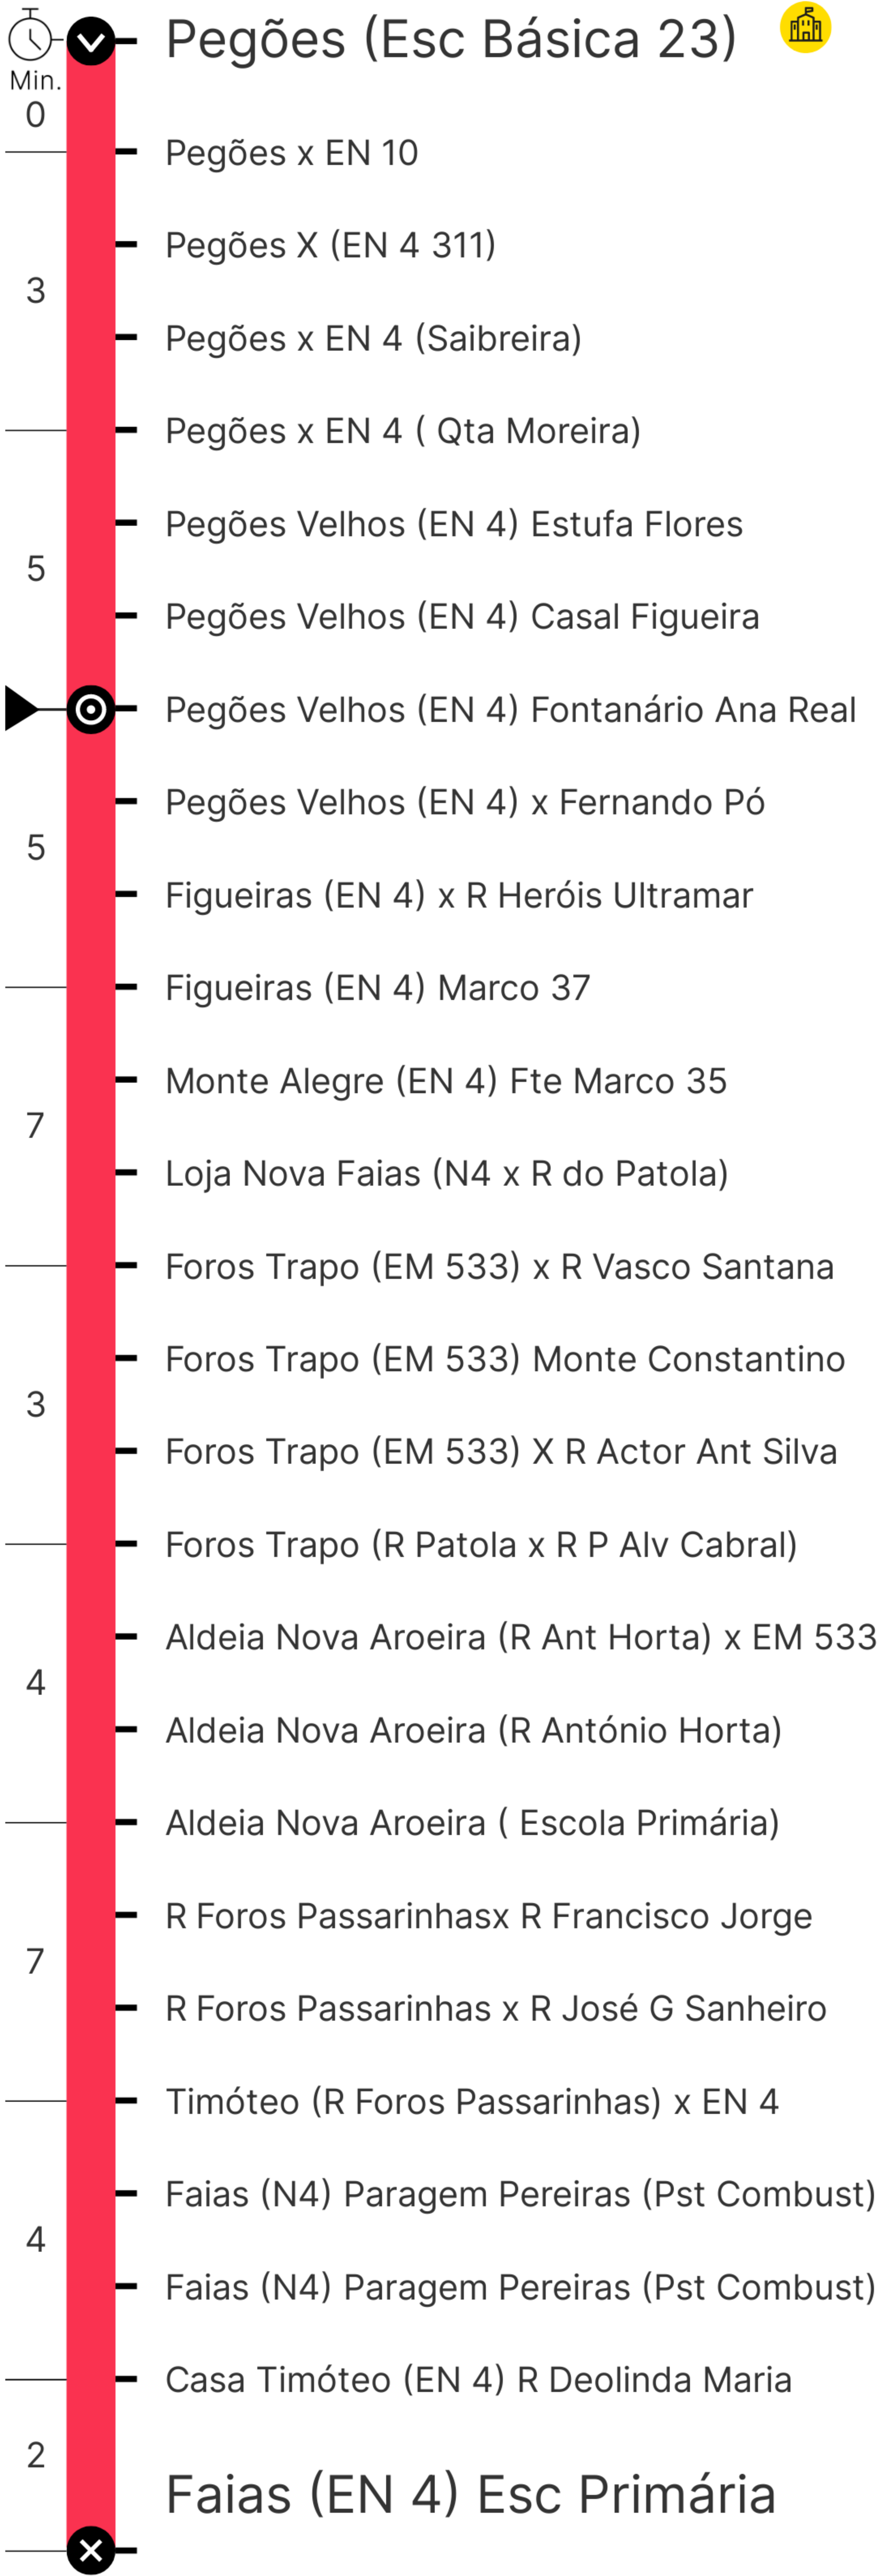 Pegões (Esc Básica 23)
Min.
0
Pegões x EN 10
Pegões X (EN 4 311)
3
Pegões x EN 4 (Saibreira)
Pegões x EN 4 ( Qta Moreira)
Pegões Velhos (EN 4) Estufa Flores
5
Pegões Velhos (EN 4) Casal Figueira
Pegões Velhos (EN 4) Fontanário Ana Real
Pegões Velhos (EN 4) x Fernando Pó
5
Figueiras (EN 4) x R Heróis Ultramar
Figueiras (EN 4) Marco 37
Monte Alegre (EN 4) Fte Marco 35
7
Loja Nova Faias (N4 x R do Patola)
Foros Trapo (EM 533) x R Vasco Santana
Foros Trapo (EM 533) Monte Constantino
3
Foros Trapo (EM 533) X R Actor Ant Silva
Foros Trapo (R Patola x R P Alv Cabral)
Aldeia Nova Aroeira (R Ant Horta) x EM 533
4
Aldeia Nova Aroeira (R António Horta)
Aldeia Nova Aroeira ( Escola Primária)
R Foros Passarinhasx R Francisco Jorge
7
R Foros Passarinhas x R José G Sanheiro
Timóteo (R Foros Passarinhas) x EN 4
Faias (N4) Paragem Pereiras (Pst Combust)
4
Faias (N4) Paragem Pereiras (Pst Combust)
Casa Timóteo (EN 4) R Deolinda Maria
2
Faias (EN 4) Esc Primária